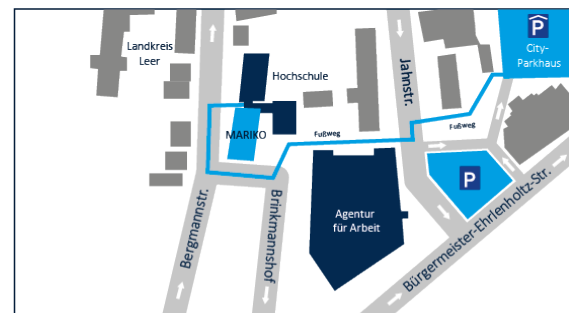 Landkreis
Leer
Hochschule
MARIKO
Fußweg
Jahnstr.
Fußweg
P
City-
Parkhaus
P
Bergmannstr.
Brinkmannshof
Agentur
für Arbeit
Bürgermeister-Ehrlenholtz-Str.